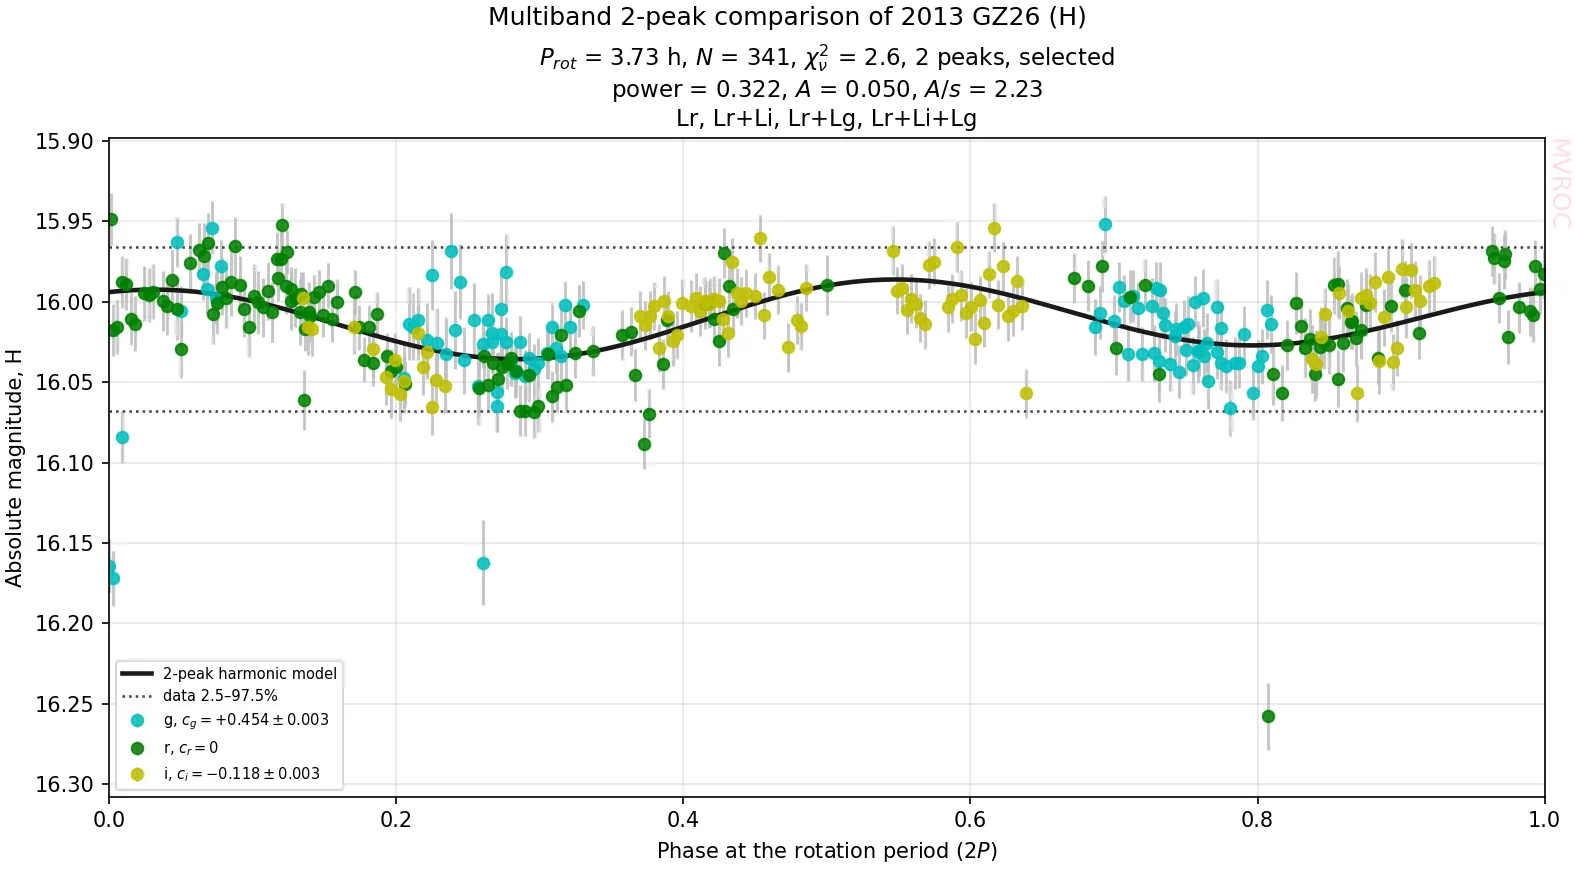 Multiband 2-peak comparison of 2013 GZ26 (H)
P_rot = 3.73 h, N = 341, χ²_ν = 2.6, 2 peaks, selected
power = 0.322, A = 0.050, A/s = 2.23
Lr, Lr+Li, Lr+Lg, Lr+Li+Lg
MVROC
Absolute magnitude, H
15.90
15.95
16.00
16.05
16.10
16.15
16.20
16.25
16.30
2-peak harmonic model
data 2.5–97.5%
g, c_g = +0.454 ± 0.003
r, c_r = 0
i, c_i = −0.118 ± 0.003
0.0 0.2 0.4 0.6 0.8 1.0
Phase at the rotation period (2P)